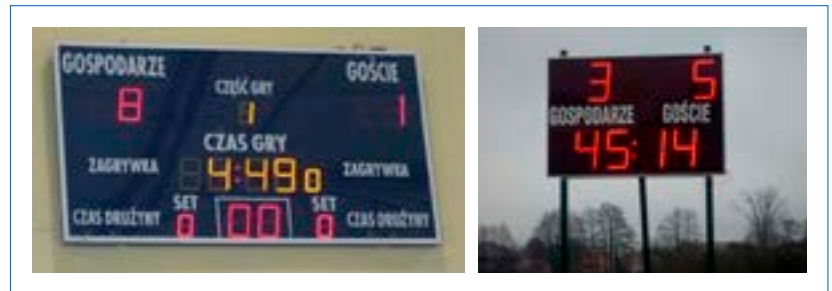 GOSPODARZE GOŚCIE
CZĘŚĆ GRY
8 1 1
CZAS GRY
4:49 0
ZAGRYWKA ZAGRYWKA
SET SET
CZAS DRUŻYNY 0 00 0 CZAS DRUŻYNY
3 5
GOSPODARZE GOŚCIE
45:14